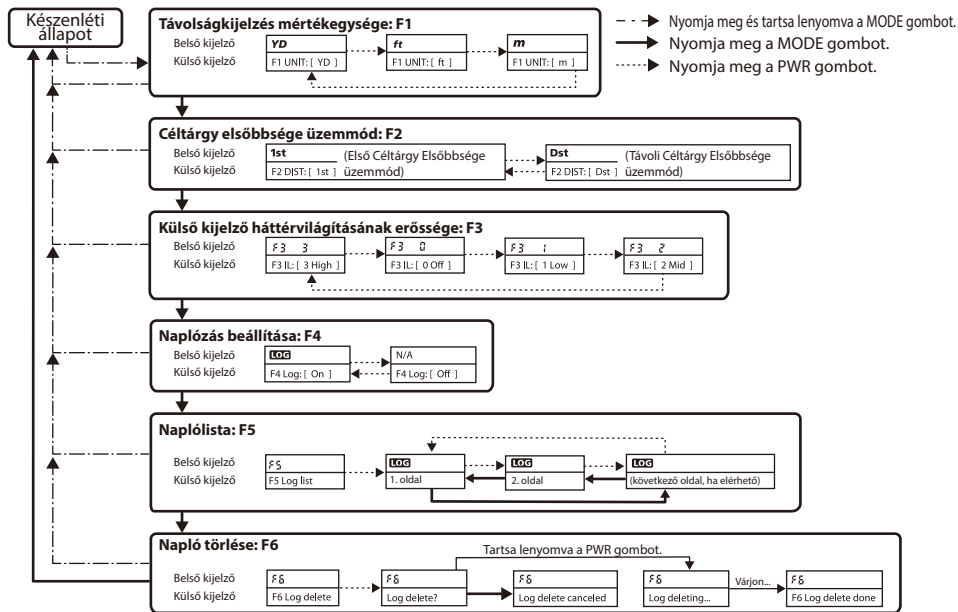 Készenléti
állapot
- - -▶ Nyomja meg és tartsa lenyomva a MODE gombot.
Nyomja meg a MODE gombot.
Nyomja meg a PWR gombot.
Távolságkijelzés mértékegysége: F1
Belső kijelző YD ft m
Külső kijelző F1 UNIT: [ YD ] F1 UNIT: [ ft ] F1 UNIT: [ m ]
Céltárgy elsőbbsége üzemmód: F2
Belső kijelző 1st (Első Céltárgy Elsőbbsége Dst (Távoli Céltárgy Elsőbbsége
Külső kijelző F2 DIST: [ 1st ] üzemmód) F2 DIST: [ Dst ] üzemmód)
Külső kijelző háttérvilágításának erőssége: F3
Belső kijelző F3 3 F3 0 F3 1 F3 2
Külső kijelző F3 IL: [ 3 High ] F3 IL: [ 0 Off ] F3 IL: [ 1 Low ] F3 IL: [ 2 Mid ]
Naplózás beállítása: F4
Belső kijelző LOG N/A
Külső kijelző F4 Log: [ On ] F4 Log: [ Off ]
Naplólista: F5
Belső kijelző F5 LOG LOG LOG
Külső kijelző F5 Log list 1. oldal 2. oldal (következő oldal, ha elérhető)
Napló törlése: F6
Tartsa lenyomva a PWR gombot.
Belső kijelző F6 F6 F6 F6 Várjon... F6
Külső kijelző F6 Log delete Log delete? Log delete canceled Log deleting... F6 Log delete done